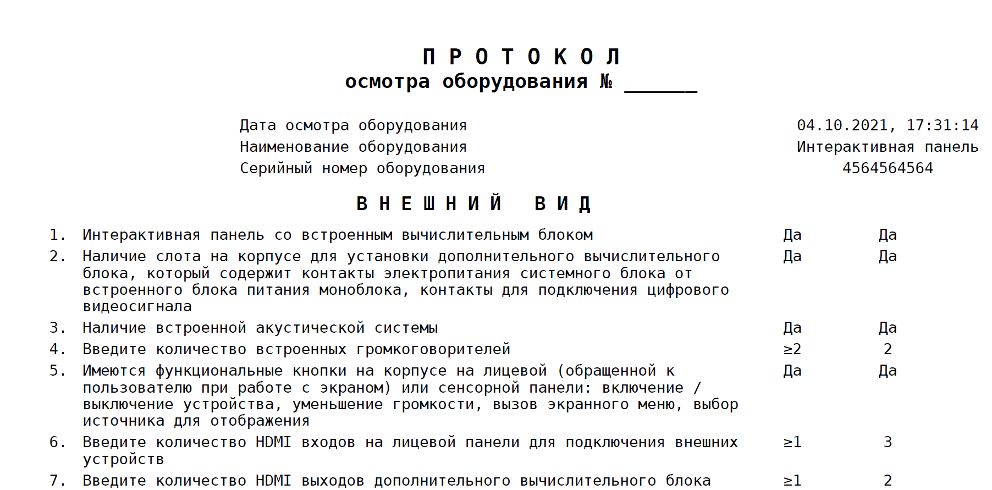 П Р О Т О К О Л
осмотра оборудования № ______
Дата осмотра оборудования 04.10.2021, 17:31:14
Наименование оборудования Интерактивная панель
Серийный номер оборудования 4564564564
В Н Е Ш Н И Й В И Д
1. Интерактивная панель со встроенным вычислительным блоком Да Да
2. Наличие слота на корпусе для установки дополнительного вычислительного Да Да
блока, который содержит контакты электропитания системного блока от
встроенного блока питания моноблока, контакты для подключения цифрового
видеосигнала
3. Наличие встроенной акустической системы Да Да
4. Введите количество встроенных громкоговорителей ≥2 2
5. Имеются функциональные кнопки на корпусе на лицевой (обращенной к Да Да
пользователю при работе с экраном) или сенсорной панели: включение /
выключение устройства, уменьшение громкости, вызов экранного меню, выбор
источника для отображения
6. Введите количество HDMI входов на лицевой панели для подключения внешних ≥1 3
устройств
7. Введите количество HDMI выходов дополнительного вычислительного блока ≥1 2